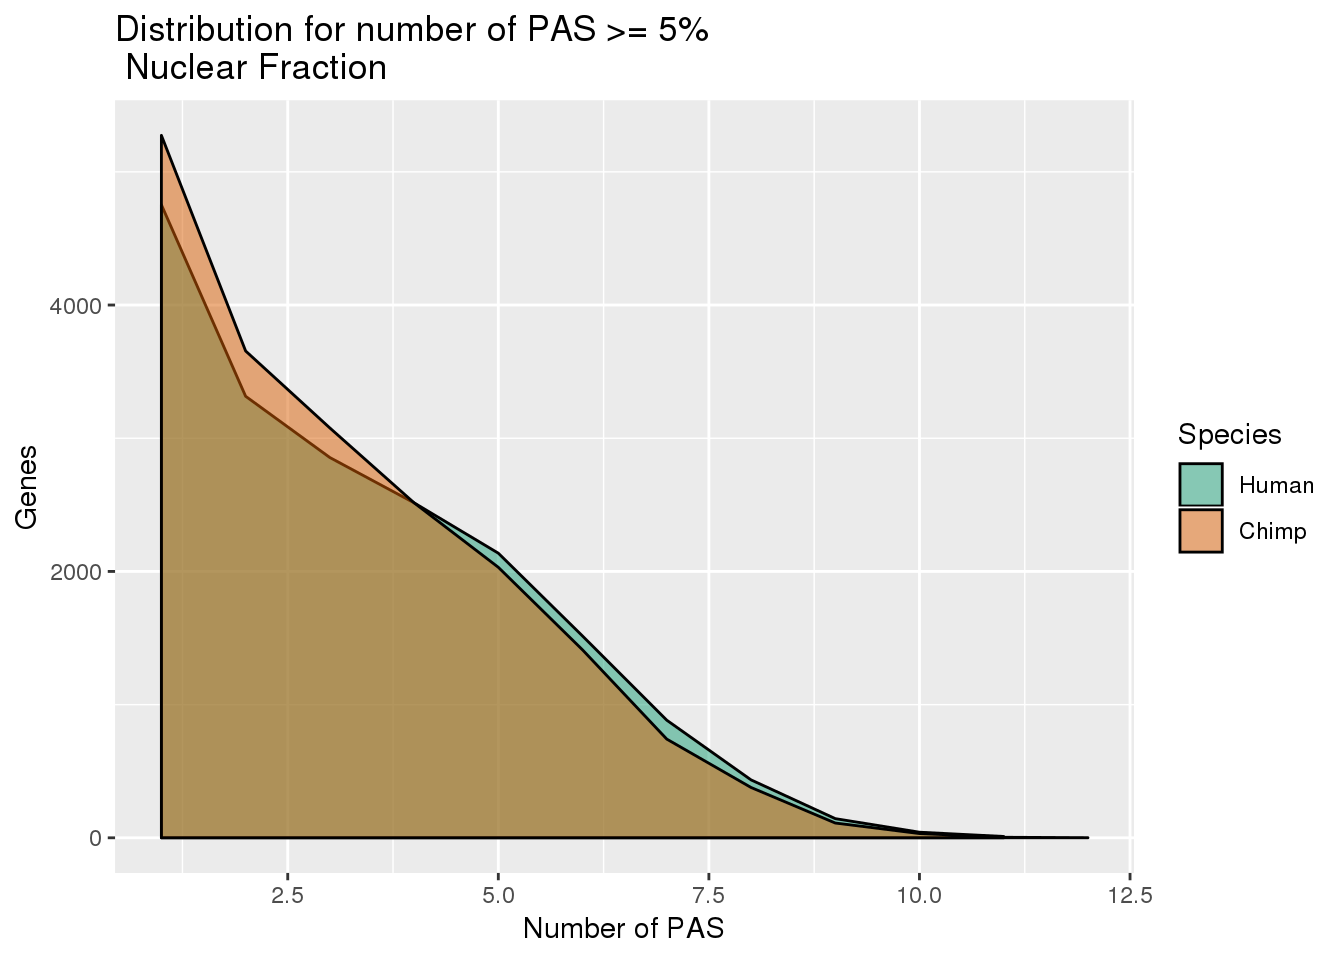 Distribution for number of PAS >= 5%
Nuclear Fraction
4000
2000
0
Genes
2.5
5.0
7.5
10.0
12.5
Number of PAS
Species
Human
Chimp